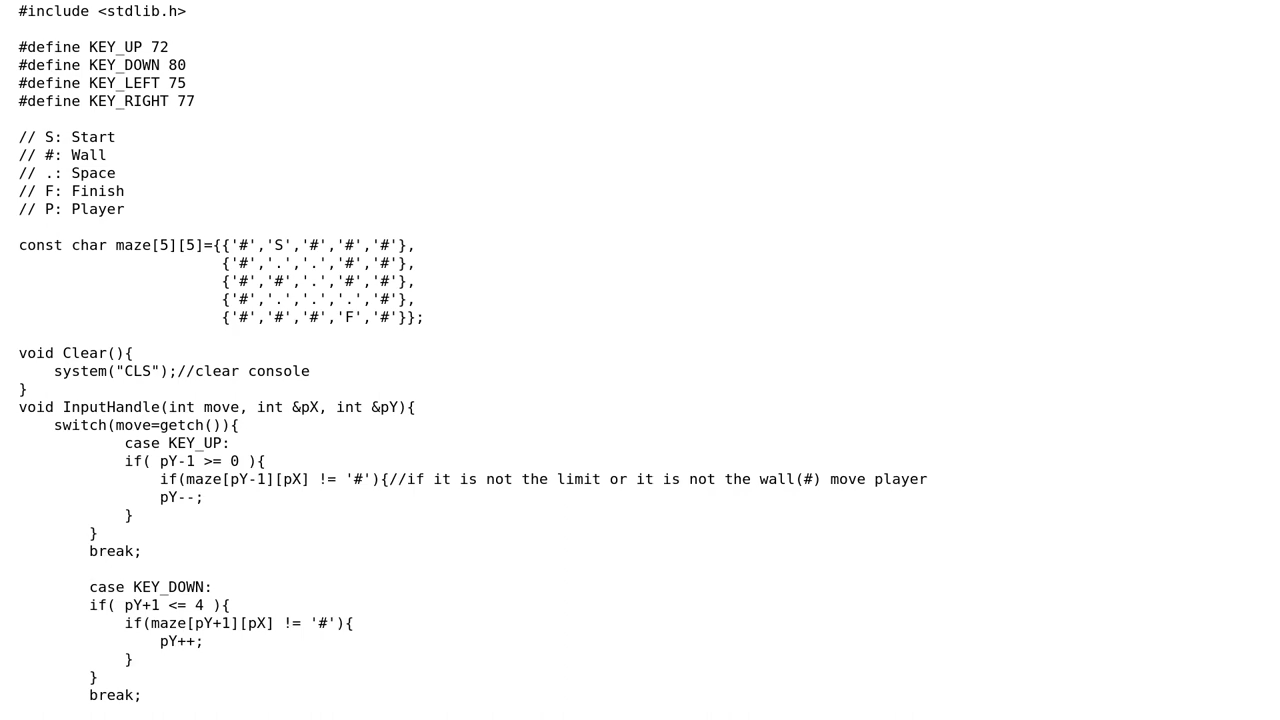 #include <stdlib.h>

#define KEY_UP 72
#define KEY_DOWN 80
#define KEY_LEFT 75
#define KEY_RIGHT 77

// S: Start
// #: Wall
// .: Space
// F: Finish
// P: Player

const char maze[5][5]={{'#','S','#','#','#'},
                       {'#','.','.','#','#'},
                       {'#','#','.','#','#'},
                       {'#','.','.','.','#'},
                       {'#','#','#','F','#'}};

void Clear(){
    system("CLS");//clear console
}
void InputHandle(int move, int &pX, int &pY){
    switch(move=getch()){
            case KEY_UP:
            if( pY-1 >= 0 ){
                if(maze[pY-1][pX] != '#'){//if it is not the limit or it is not the wall(#) move player
                pY--;
            }
        }
        break;

        case KEY_DOWN:
        if( pY+1 <= 4 ){
            if(maze[pY+1][pX] != '#'){
                pY++;
            }
        }
        break;